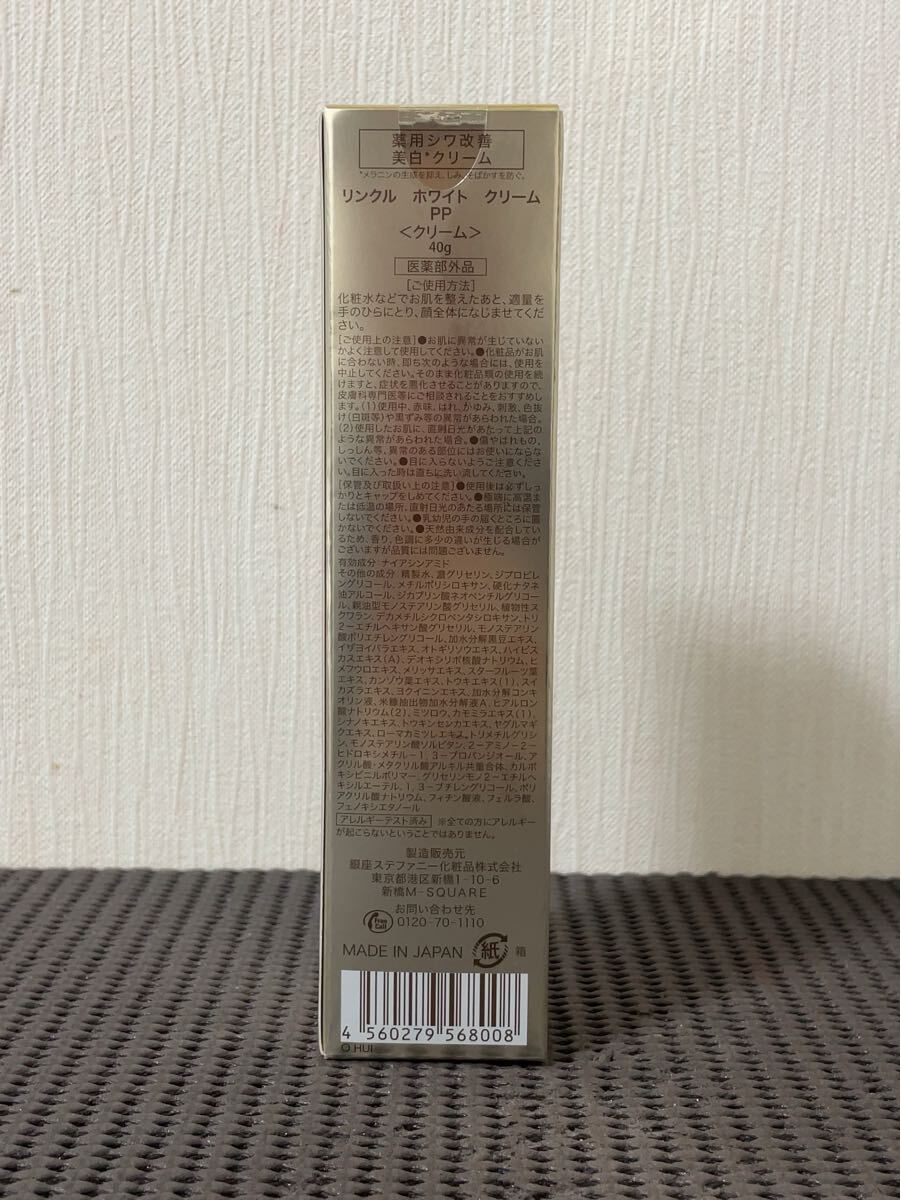 薬用シワ改善
美白*クリーム
*メラニンの生成を抑え、しみ、そばかすを防ぐ。
リンクル ホワイト クリーム
PP
＜クリーム＞
40g
医薬部外品
[ご使用方法]
化粧水などでお肌を整えたあと、適量を
手のひらにとり、顔全体になじませてくだ
さい。
[ご使用上の注意]●お肌に異常が生じていない
かよく注意して使用してください。●化粧品がお肌
に合わない時、即ち次のような場合には、使用を
中止してください。そのまま化粧品類の使用を続
けますと、症状を悪化させることがありますので、
皮膚科専門医等にご相談されることをおすすめし
ます。(1)使用中、赤味、はれ、かゆみ、刺激、色抜
け(白斑等)や黒ずみ等の異常があらわれた場合。
(2)使用したお肌に、直射日光があたって上記の
ような異常があらわれた場合。●傷やはれもの、
しっしん等、異常のある部位にはお使いにならな
いでください。●目に入らないようご注意くださ
い。目に入った時は直ちに洗い流してください。
[保管及び取扱い上の注意]●使用後は必ずしっ
かりとキャップをしめてください。●極端に高温ま
たは低温の場所、直射日光のあたる場所には保管
しないでください。●乳幼児の手の届くところに置
かないでください。●天然由来成分を配合してい
るため、香り、色調に多少の違いが生じる場合が
ございますが品質には問題ございません。
有効成分 ナイアシンアミド
その他の成分 精製水、濃グリセリン、ジプロピレ
ングリコール、メチルポリシロキサン、硬化ナタネ
油アルコール、ジカプリン酸ネオペンチルグリコー
ル、親油型モノステアリン酸グリセリル、植物性ス
クワラン、デカメチルシクロペンタシロキサン、トリ
2－エチルヘキサン酸グリセリル、モノステアリン
酸ポリエチレングリコール、加水分解黒豆エキス、
イザヨイバラエキス、オトギリソウエキス、ハイビス
カスエキス(A)、デオキシリボ核酸ナトリウム、ヒ
メフウロエキス、メリッサエキス、スターフルーツ葉
エキス、カンゾウ葉エキス、トウキエキス(1)、スイ
カズラエキス、ヨクイニンエキス、加水分解コンキ
オリン液、米糠抽出物加水分解液A、ヒアルロン
酸ナトリウム(2)、ミツロウ、カモミラエキス(1)、
シナノキエキス、トウキンセンカエキス、ヤグルマギ
クエキス、ローマカミツレエキス、トリメチルグリシ
ン、モノステアリン酸ソルビタン、2－アミノ－2－
ヒドロキシメチル－1，3－プロパンジオール、ア
クリル酸・メタクリル酸アルキル共重合体、カルボ
キシビニルポリマー、グリセリンモノ2－エチルヘ
キシルエーテル、1，3－ブチレングリコール、ポリ
アクリル酸ナトリウム、フィチン酸液、フェルラ酸、
フェノキシエタノール
アレルギーテスト済み ※全ての方にアレルギー
が起こらないということではありません。
製造販売元
銀座ステファニー化粧品株式会社
東京都港区新橋1-10-6
新橋M-SQUARE
お問い合わせ先
Free Call 0120-70-1110
MADE IN JAPAN 紙 箱
4 560279 568008
O HUI